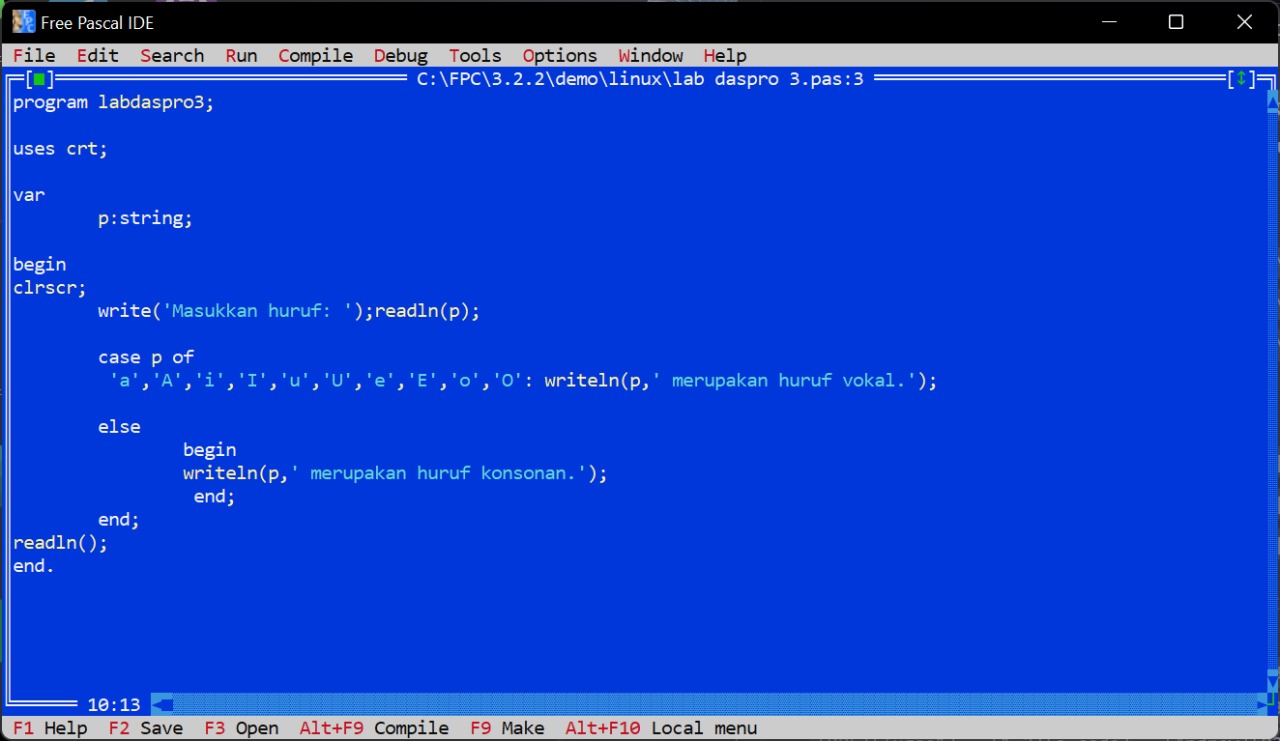 Free Pascal IDE
File Edit Search Run Compile Debug Tools Options Window Help
[■] C:\FPC\3.2.2\demo\linux\lab daspro 3.pas:3 [↕]
program labdaspro3;
uses crt;
var
p:string;
begin
clrscr;
write('Masukkan huruf: ');readln(p);
case p of
'a','A','i','I','u','U','e','E','o','O': writeln(p,' merupakan huruf vokal.');
else
begin
writeln(p,' merupakan huruf konsonan.');
end;
end;
readln();
end.
10:13
F1 Help F2 Save F3 Open Alt+F9 Compile F9 Make Alt+F10 Local menu